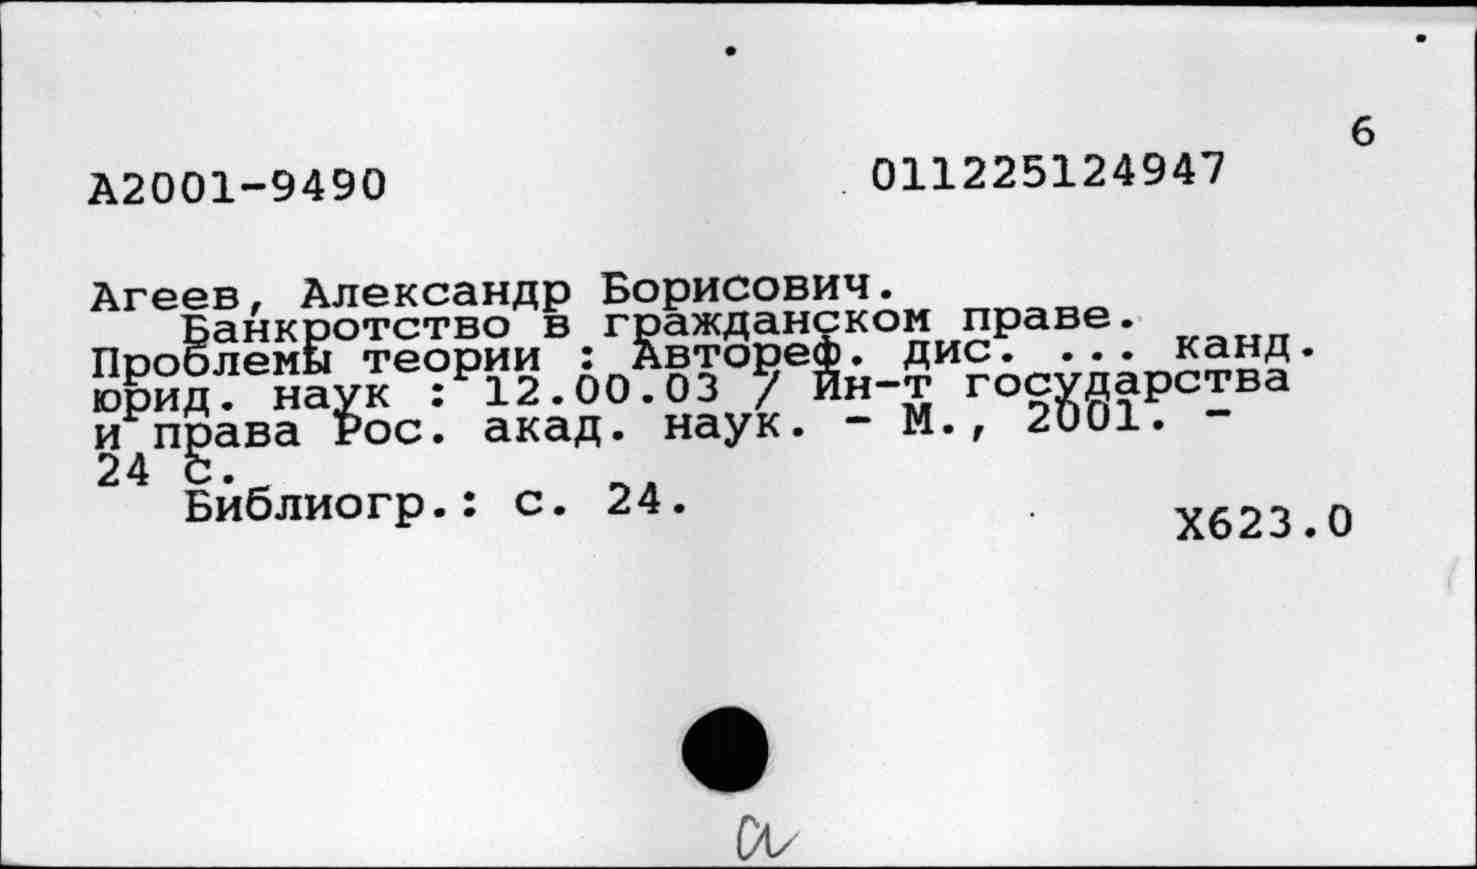 6
А2001-9490 011225124947
Агеев, Александр Борисович.
Банкротство в гражданском праве.
Проблемы теории : Автореф. дис. ... канд.
юрид. наук : 12.00.03 / Ин-т государства
и права Рос. акад. наук. - М., 2001. -
24 с.
Библиогр.: с. 24.
Х623.0